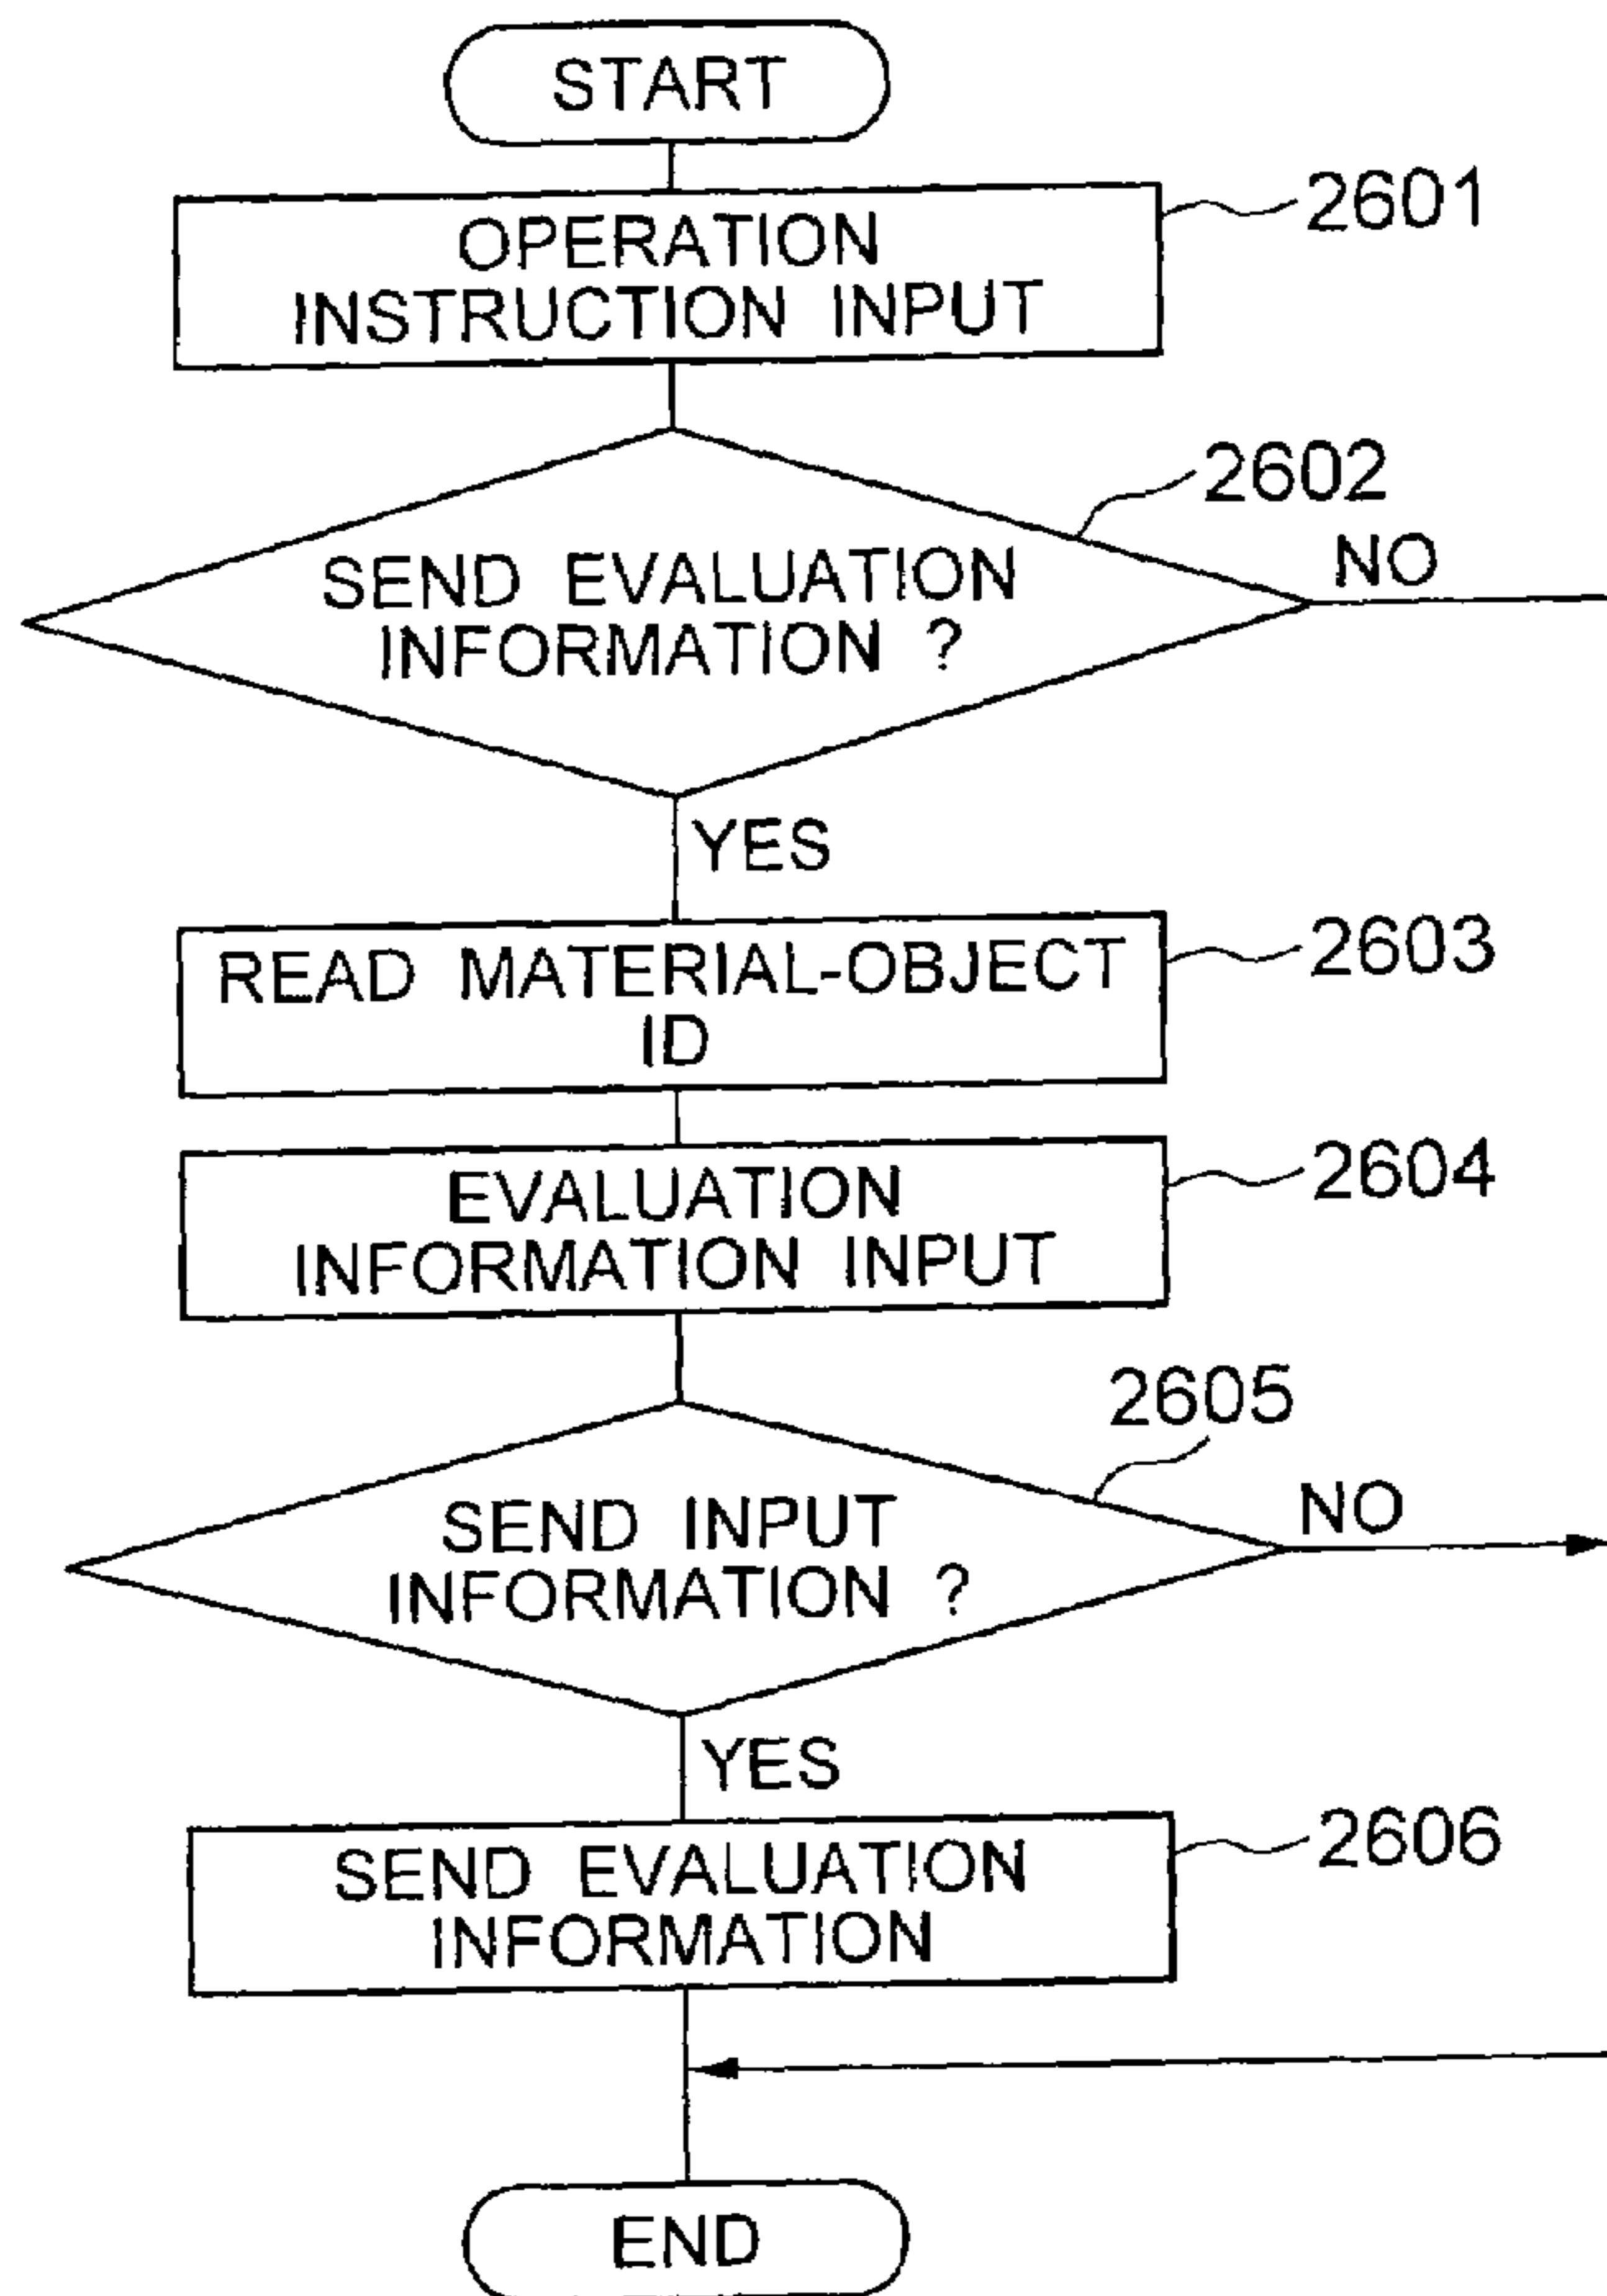 START
OPERATION
INSTRUCTION INPUT
2601
SEND EVALUATION
INFORMATION ?
2602
NO
YES
READ MATERIAL-OBJECT
ID
2603
EVALUATION
INFORMATION INPUT
2604
SEND INPUT
INFORMATION ?
2605
NO
YES
SEND EVALUATION
INFORMATION
2606
END